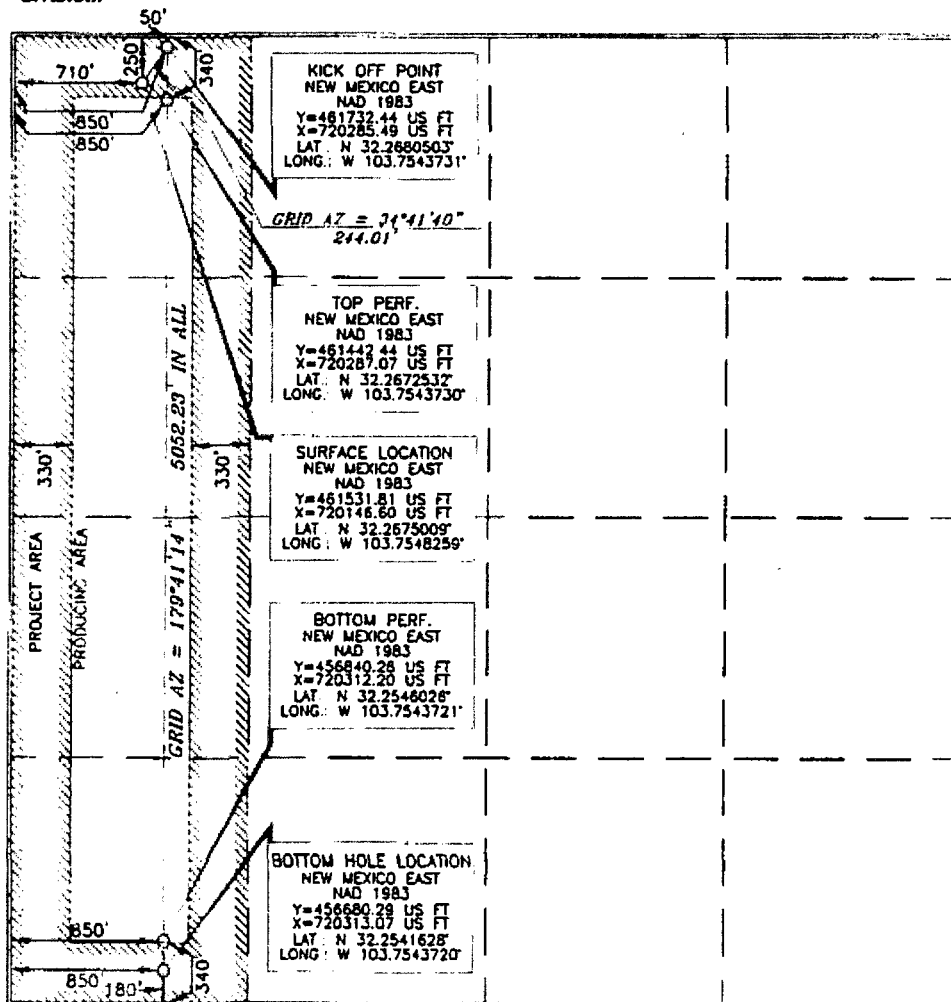 50'
250'
710'
340'
850'
850'
KICK OFF POINT
NEW MEXICO EAST
NAD 1983
Y=461732.44 US FT
X=720285.49 US FT
LAT.: N 32.2680503°
LONG.: W 103.7543731°
GRID AZ = 34°41'40"
244.01'
TOP PERF.
NEW MEXICO EAST
NAD 1983
Y=461442.44 US FT
X=720287.07 US FT
LAT.: N 32.2672532°
LONG.: W 103.7543730°
330'
5052.23' IN ALL
330'
SURFACE LOCATION
NEW MEXICO EAST
NAD 1983
Y=461531.81 US FT
X=720146.60 US FT
LAT.: N 32.2675009°
LONG.: W 103.7548259°
PROJECT AREA
PRODUCING AREA
GRID AZ = 179°41'14"
BOTTOM PERF.
NEW MEXICO EAST
NAD 1983
Y=456840.28 US FT
X=720312.20 US FT
LAT.: N 32.2546026°
LONG.: W 103.7543721°
BOTTOM HOLE LOCATION
NEW MEXICO EAST
NAD 1983
Y=456680.29 US FT
X=720313.07 US FT
LAT.: N 32.2541628°
LONG.: W 103.7543720°
850'
850'
180'
340'